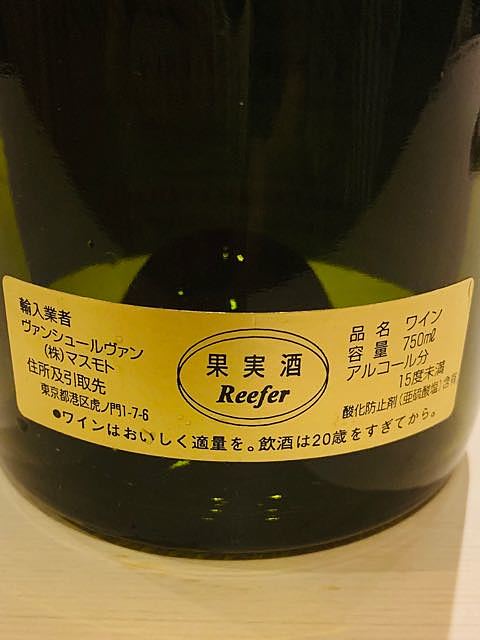 輸入業者
ヴァンシュールヴァン
(株)マスモト
住所及引取先
東京都港区虎ノ門1-7-6
果実酒
Reefer
品名 ワイン
容量 750mℓ
アルコール分
15度未満
酸化防止剤(亜硫酸塩)含有
●ワインはおいしく適量を。飲酒は20歳をすぎてから。